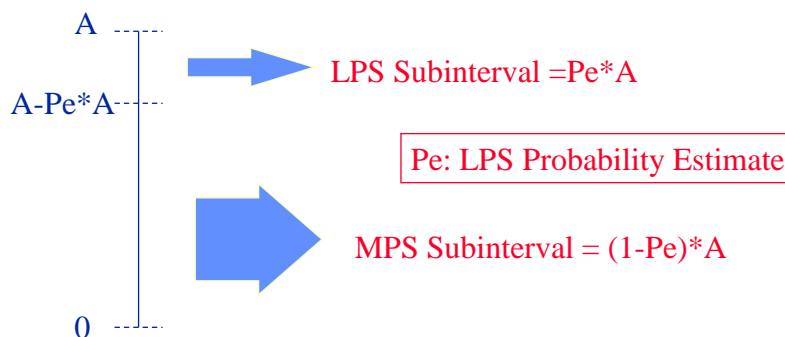 A
LPS Subinterval =Pe*A
A-Pe*A
Pe: LPS Probability Estimate
MPS Subinterval = (1-Pe)*A
0